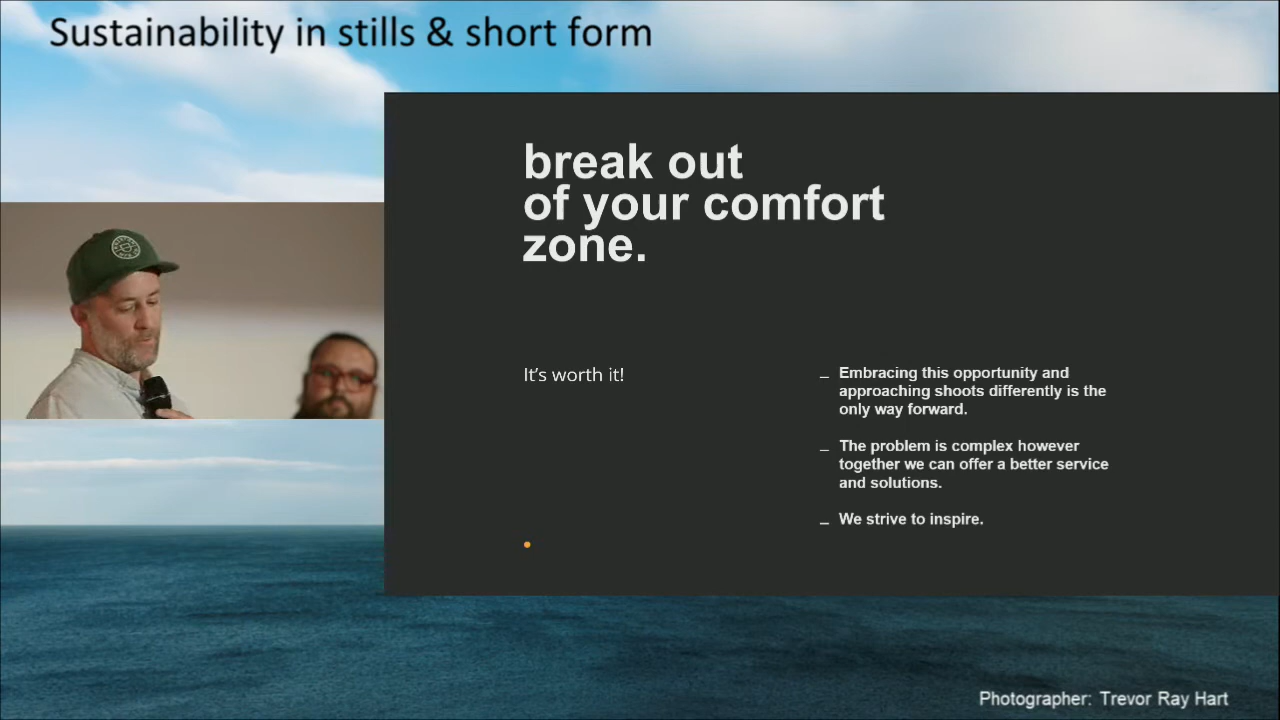 Sustainability in stills & short form
break out
of your comfort
zone.
It's worth it!
– Embracing this opportunity and
approaching shoots differently is the
only way forward.
– The problem is complex however
together we can offer a better service
and solutions.
– We strive to inspire.
Photographer: Trevor Ray Hart